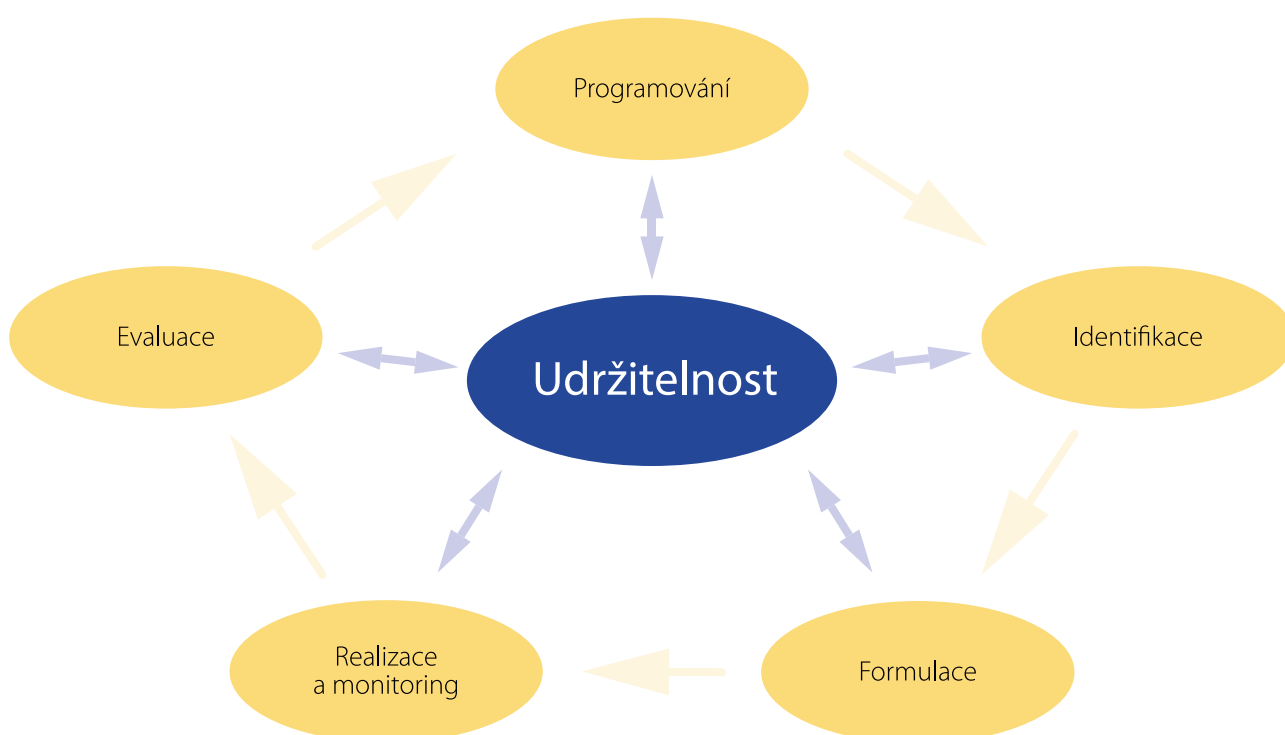 Programování
Evaluace
Identifikace
Udržitelnost
Realizace
a monitoring
Formulace